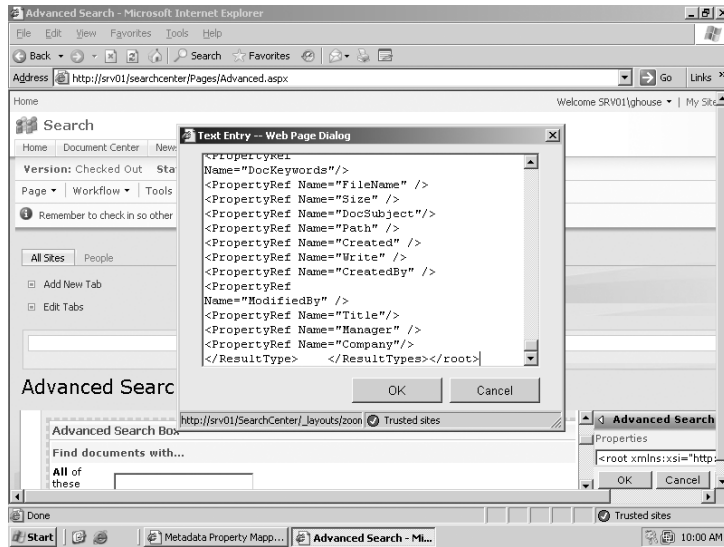 Advanced Search - Microsoft Internet Explorer
File Edit View Favorites Tools Help
Back Search Favorites
Address http://srv01/searchcenter/Pages/Advanced.aspx Go Links
Home Welcome SRV01\ghouse | My Site
Search
Home Document Center News
Version: Checked Out
Page Workflow Tools
Remember to check in so other
All Sites People
Add New Tab
Edit Tabs
Text Entry -- Web Page Dialog
<PropertyRef
Name="DocKeywords"/>
<PropertyRef Name="FileName" />
<PropertyRef Name="Size" />
<PropertyRef Name="DocSubject"/>
<PropertyRef Name="Path" />
<PropertyRef Name="Created" />
<PropertyRef Name="Write" />
<PropertyRef Name="CreatedBy" />
<PropertyRef
Name="ModifiedBy" />
<PropertyRef Name="Title"/>
<PropertyRef Name="Manager" />
<PropertyRef Name="Company"/>
</ResultType> </ResultTypes></root>
OK Cancel
http://srv01/SearchCenter/_layouts/zoon Trusted sites
Advanced Searc
Advanced Search Box
Find documents with...
All of
these
Advanced Search
Properties
<root xmlns:xsi="http:
OK Cancel
Done Trusted sites
Start Metadata Property Mapp... Advanced Search - Mi... 10:00 AM